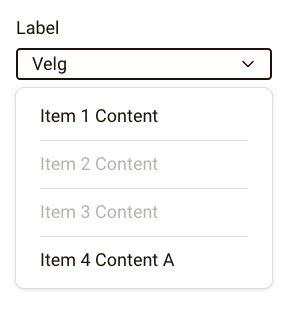 Label
Velg
Item 1 Content
Item 2 Content
Item 3 Content
Item 4 Content A